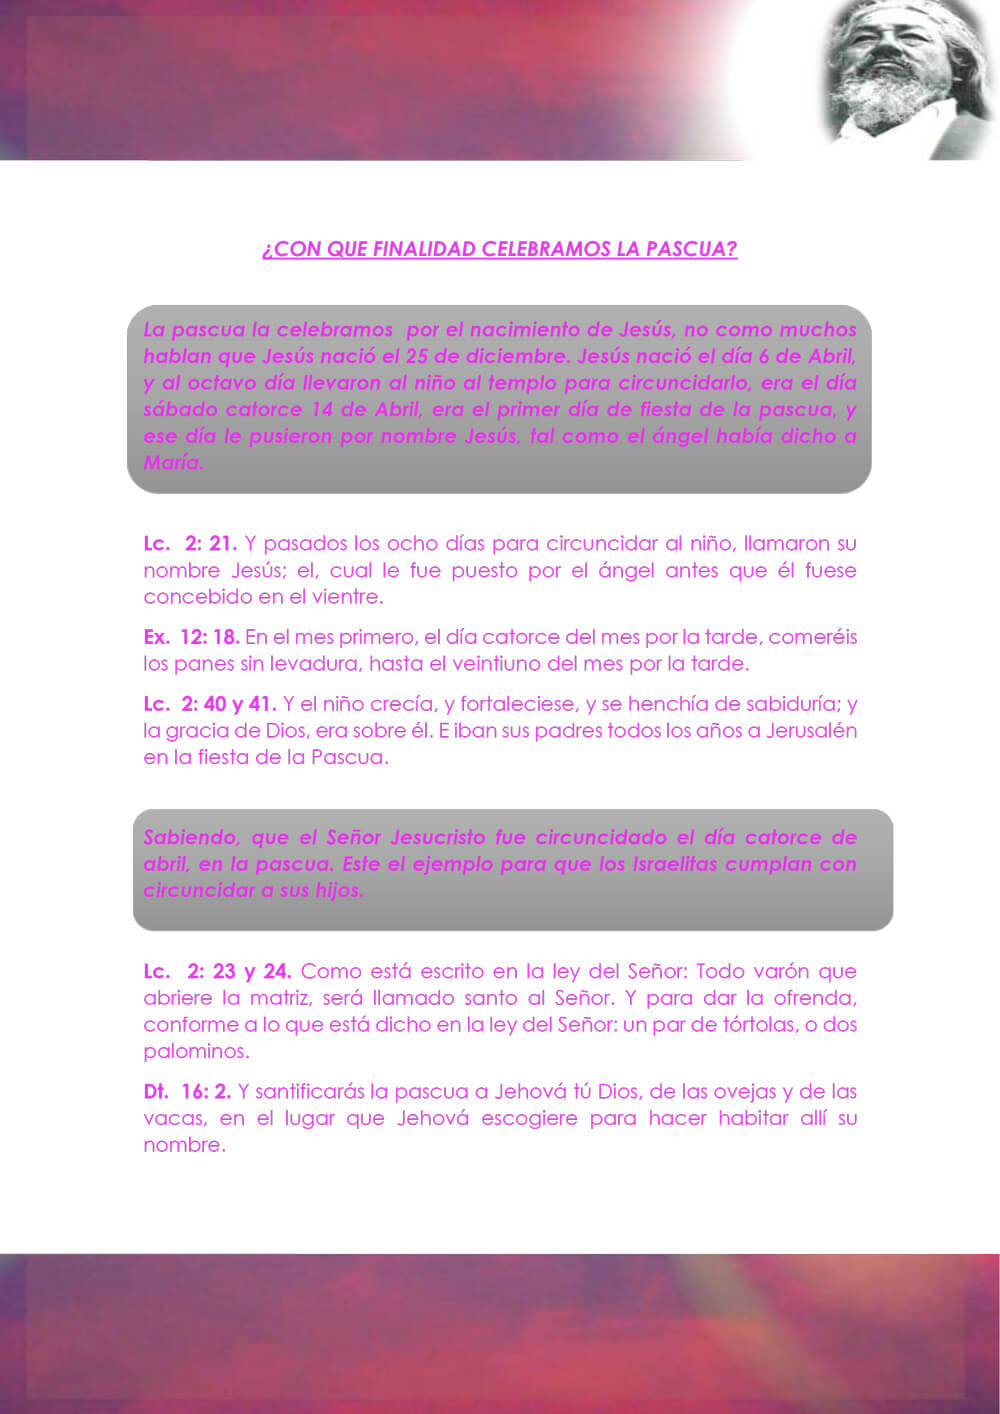 ¿CON QUE FINALIDAD CELEBRAMOS LA PASCUA?
La pascua la celebramos  por el nacimiento de Jesús, no como muchos
hablan que Jesús nació el 25 de diciembre. Jesús nació el día 6 de Abril,
y al octavo día llevaron al niño al templo para circuncidarlo, era el día
sábado catorce 14 de Abril, era el primer día de fiesta de la pascua, y
ese día le pusieron por nombre Jesús, tal como el ángel había dicho a
María.
Lc.  2: 21. Y pasados los ocho días para circuncidar al niño, llamaron su
nombre Jesús; el, cual le fue puesto por el ángel antes que él fuese
concebido en el vientre.
Ex.  12: 18. En el mes primero, el día catorce del mes por la tarde, comeréis
los panes sin levadura, hasta el veintiuno del mes por la tarde.
Lc.  2: 40 y 41. Y el niño crecía, y fortaleciese, y se henchía de sabiduría; y
la gracia de Dios, era sobre él. E iban sus padres todos los años a Jerusalén
en la fiesta de la Pascua.
Sabiendo, que el Señor Jesucristo fue circuncidado el día catorce de
abril, en la pascua. Este el ejemplo para que los Israelitas cumplan con
circuncidar a sus hijos.
Lc.  2: 23 y 24. Como está escrito en la ley del Señor: Todo varón que
abriere la matriz, será llamado santo al Señor. Y para dar la ofrenda,
conforme a lo que está dicho en la ley del Señor: un par de tórtolas, o dos
palominos.
Dt.  16: 2. Y santificarás la pascua a Jehová tú Dios, de las ovejas y de las
vacas, en el lugar que Jehová escogiere para hacer habitar allí su
nombre.